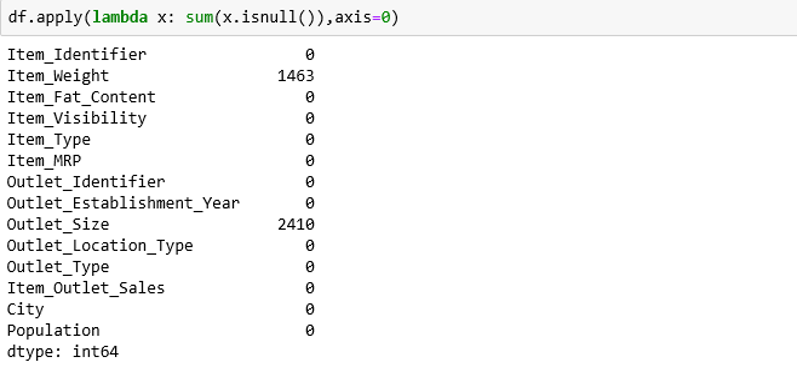 df.apply(lambda x: sum(x.isnull()),axis=0)
Item_Identifier 0
Item_Weight 1463
Item_Fat_Content 0
Item_Visibility 0
Item_Type 0
Item_MRP 0
Outlet_Identifier 0
Outlet_Establishment_Year 0
Outlet_Size 2410
Outlet_Location_Type 0
Outlet_Type 0
Item_Outlet_Sales 0
City 0
Population 0
dtype: int64